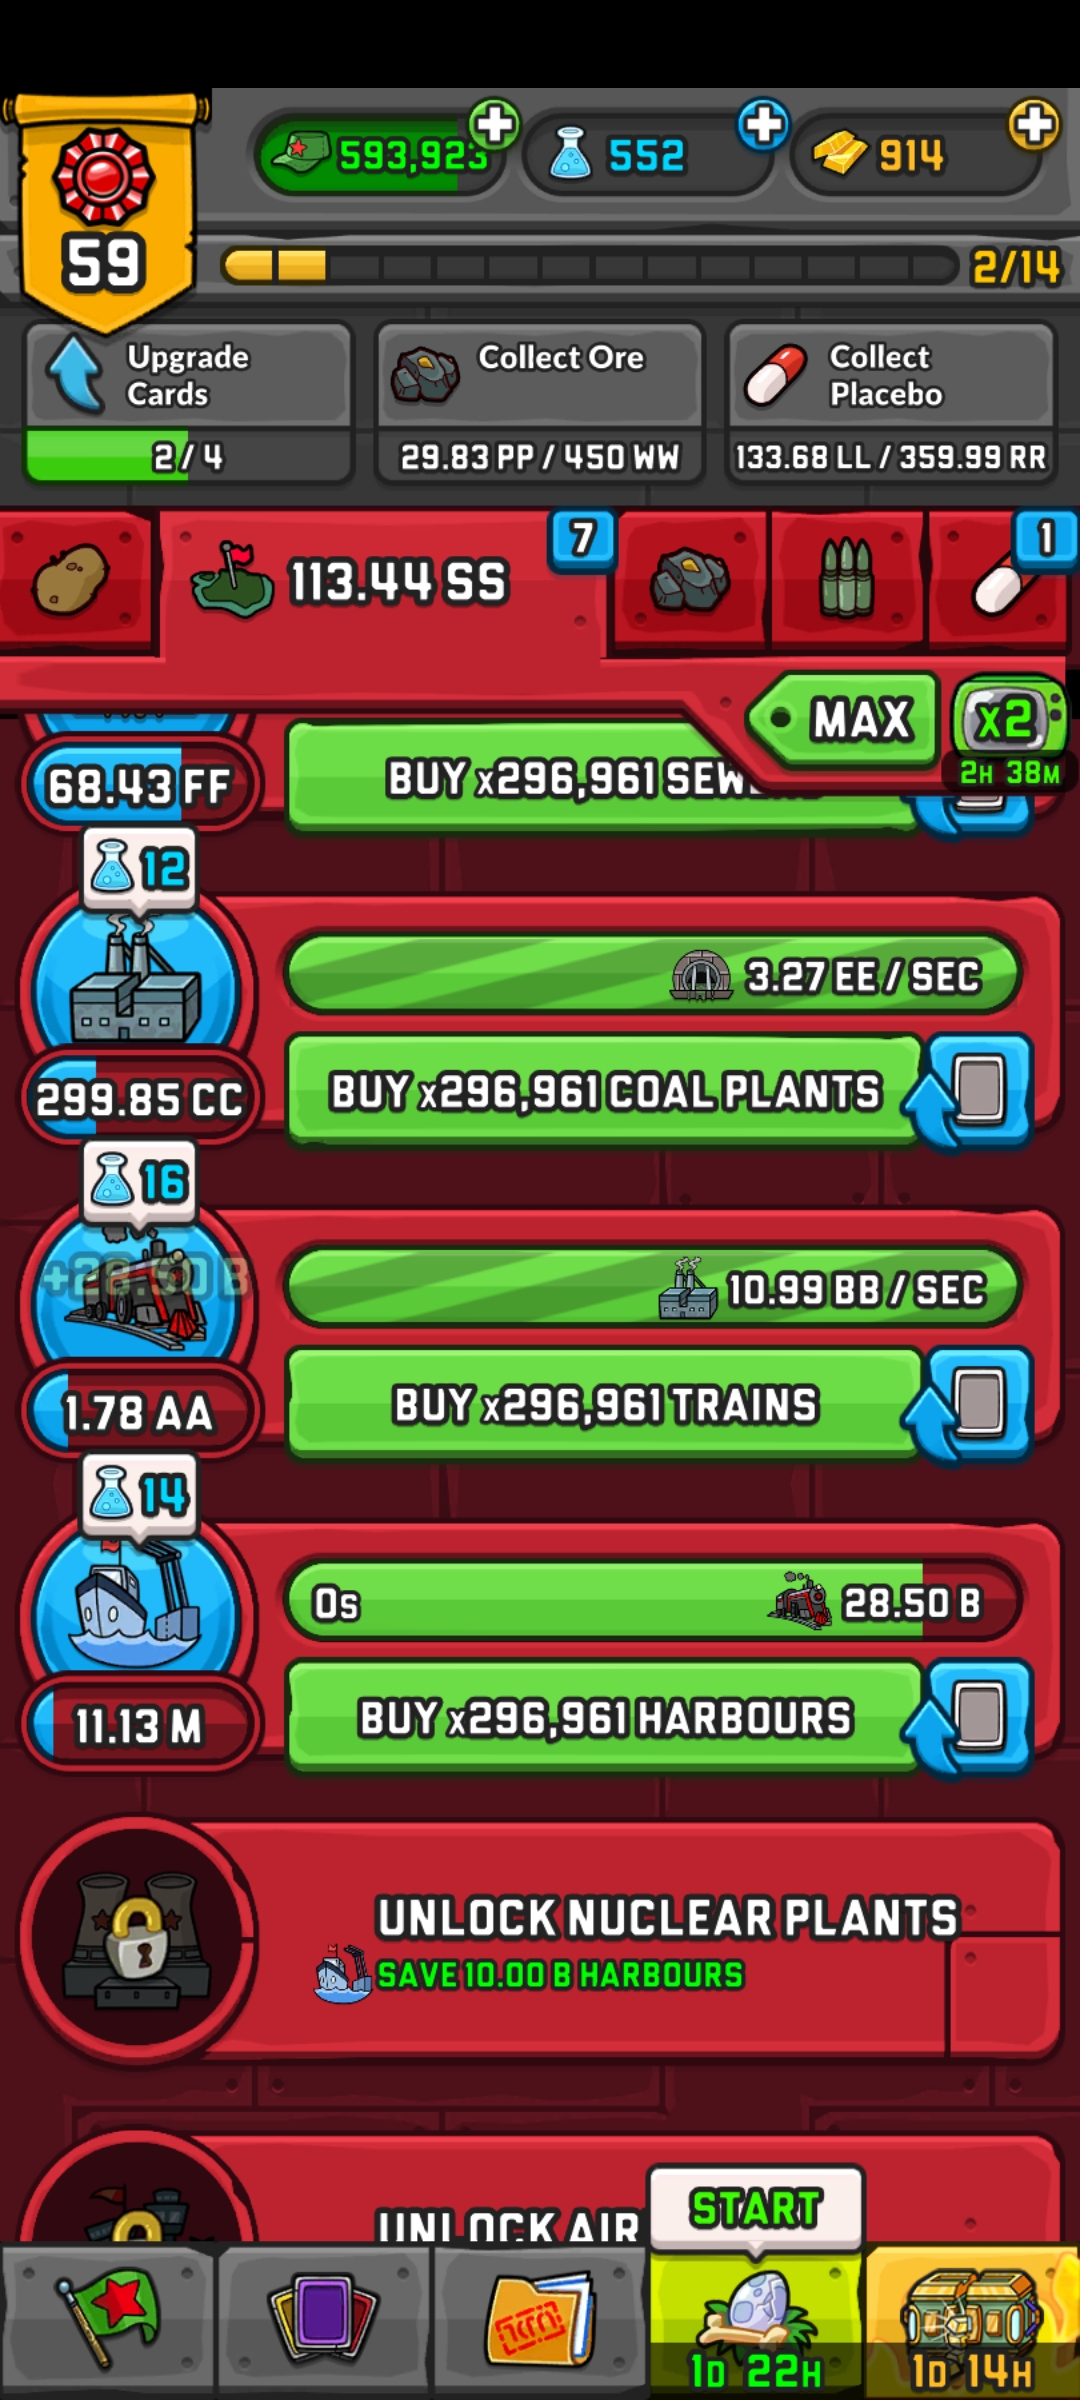 593,923
552
914
59
2/14
Upgrade
Cards
Collect Ore
Collect
Placebo
2/4
29.83 PP / 450 WW
133.68 LL / 359.99 RR
7
1
113.44 SS
MAX
x2
2H 38M
68.43 FF
BUY x296,961
12
3.27 EE / SEC
299.85 CC
BUY x296,961 COAL PLANTS
16
+28.50 B
10.99 BB / SEC
1.78 AA
BUY x296,961 TRAINS
14
0s
28.50 B
11.13 M
BUY x296,961 HARBOURS
UNLOCK NUCLEAR PLANTS
SAVE 10.00 B HARBOURS
START
UNLOCK AIR
1D 22H
1D 14H